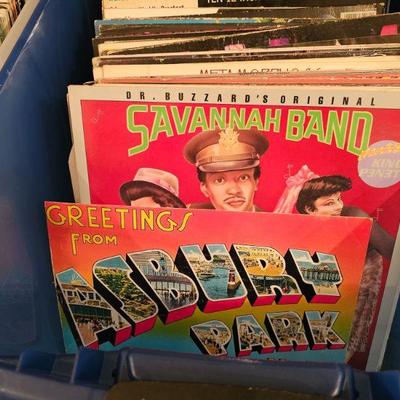 DR. BUZZARD'S ORIGINAL
SAVANNAH BAND
GREETINGS
FROM
ASBURY
PARK